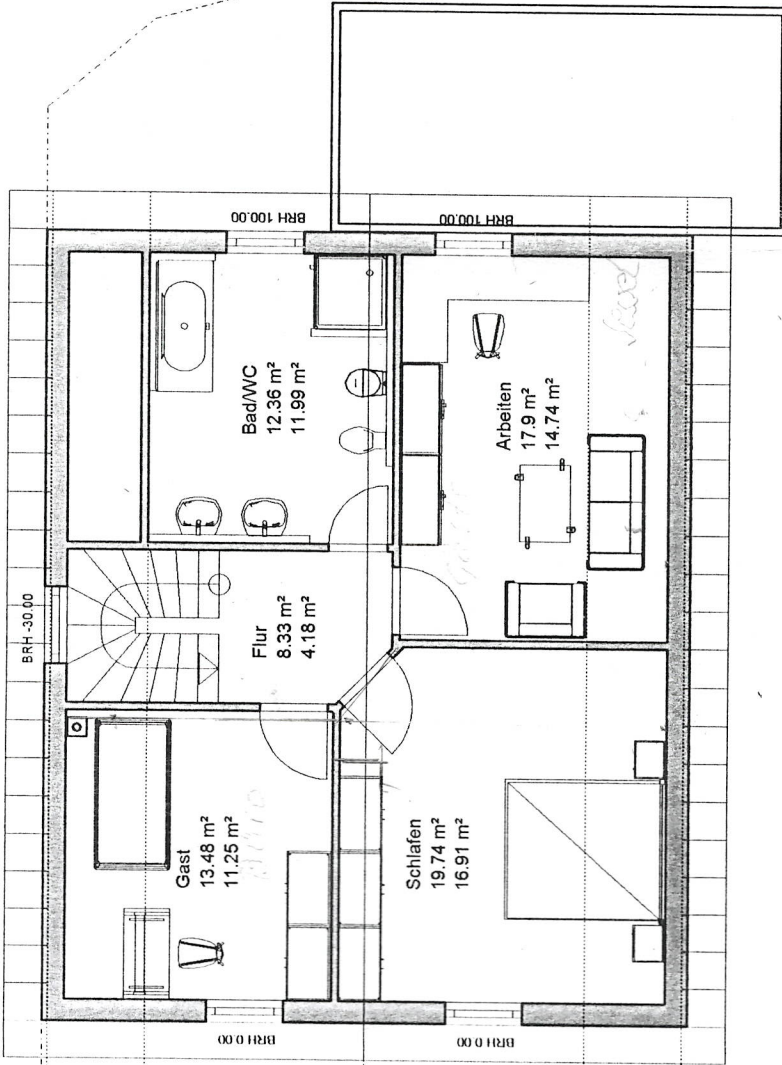 BRH -30.00
BRH 100.00
BRH 100.00
Bad/WC
12.36 m²
11.99 m²
Arbeiten
17.9 m²
14.74 m²
Flur
8.33 m²
4.18 m²
Gast
13.48 m²
11.25 m²
Schlafen
19.74 m²
16.91 m²
BRH 0.00
BRH 0.00